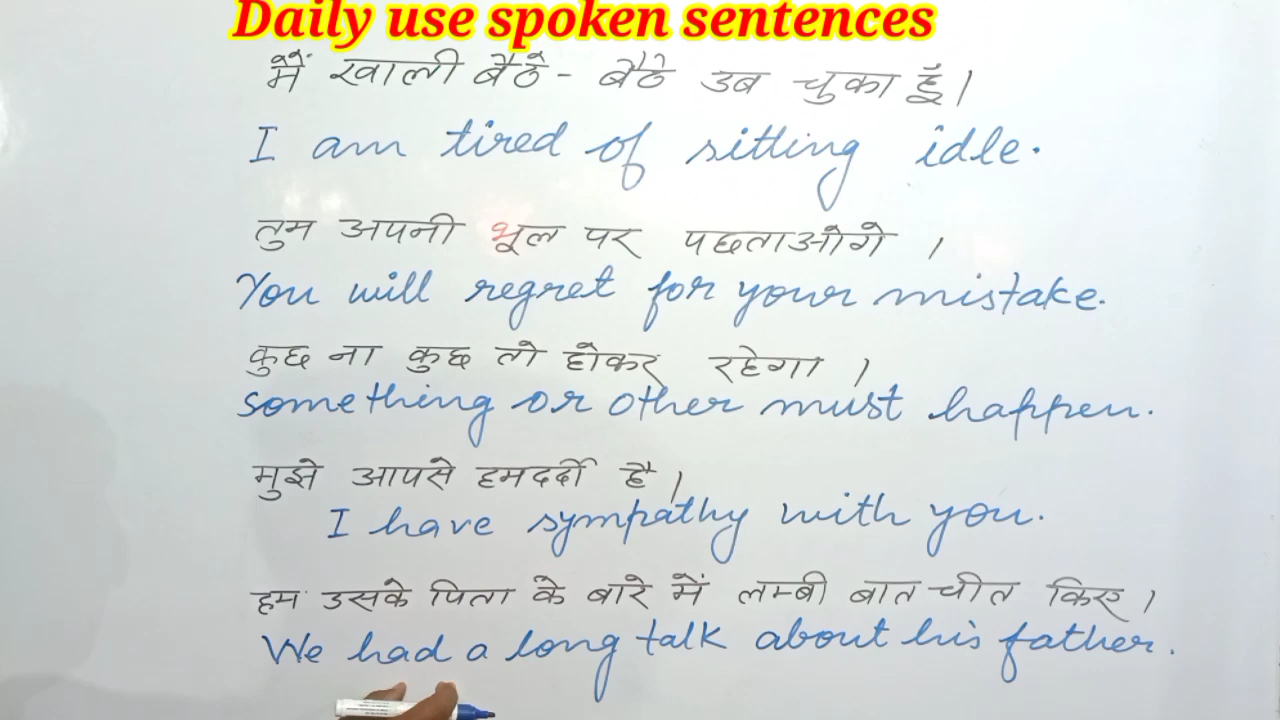 Daily use spoken sentences
मैं खाली बैठे - बैठे उब चुका हूँ।
I am tired of sitting idle.
तुम अपनी भूल पर पछताओगे ।
You will regret for your mistake.
कुछ ना कुछ तो होकर रहेगा ।
something or other must happen.
मुझे आपसे हमदर्दी है।
I have sympathy with you.
हम उसके पिता के बारे में लम्बी बात चीत किए ।
We had a long talk about his father.